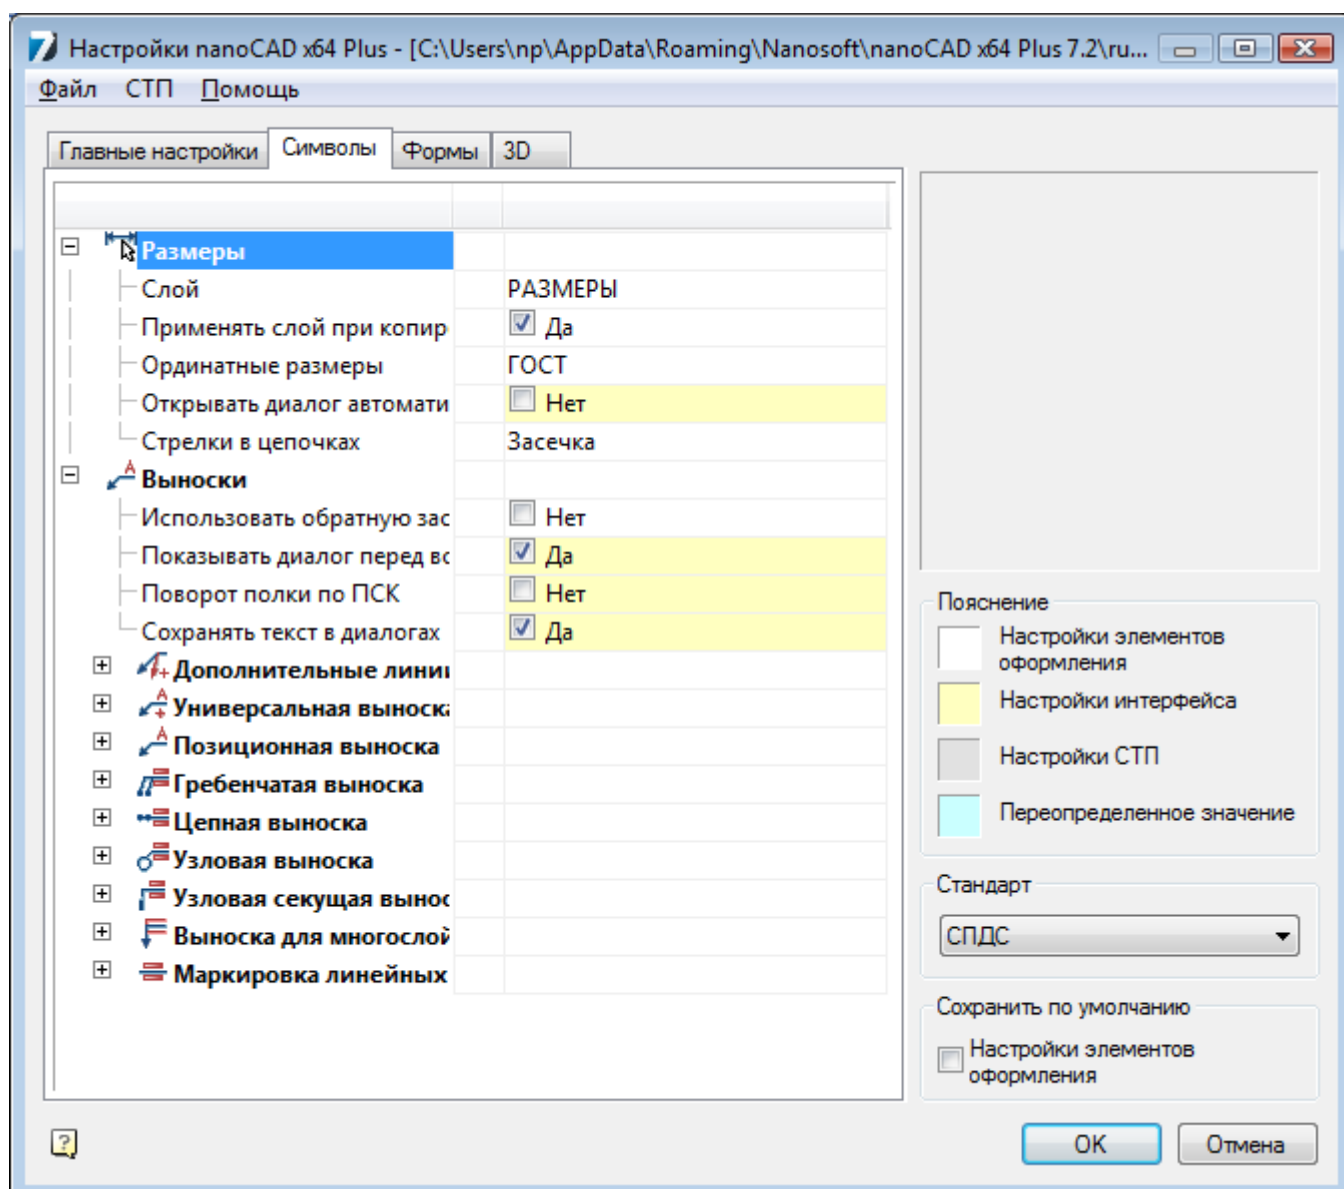 Настройки nanoCAD x64 Plus - [C:\Users\np\AppData\Roaming\Nanosoft\nanoCAD x64 Plus 7.2\ru...
Файл СТП Помощь
Главные настройки Символы Формы 3D
Размеры
Слой РАЗМЕРЫ
Применять слой при копир Да
Ординатные размеры ГОСТ
Открывать диалог автомати Нет
Стрелки в цепочках Засечка
Выноски
Использовать обратную зас Нет
Показывать диалог перед вс Да
Поворот полки по ПСК Нет
Сохранять текст в диалогах Да
Дополнительные лини
Универсальная выноска
Позиционная выноска
Гребенчатая выноска
Цепная выноска
Узловая выноска
Узловая секущая вынос
Выноска для многослой
Маркировка линейных
Пояснение
Настройки элементов
оформления
Настройки интерфейса
Настройки СТП
Переопределенное значение
Стандарт
СПДС
Сохранить по умолчанию
Настройки элементов
оформления
OK Отмена